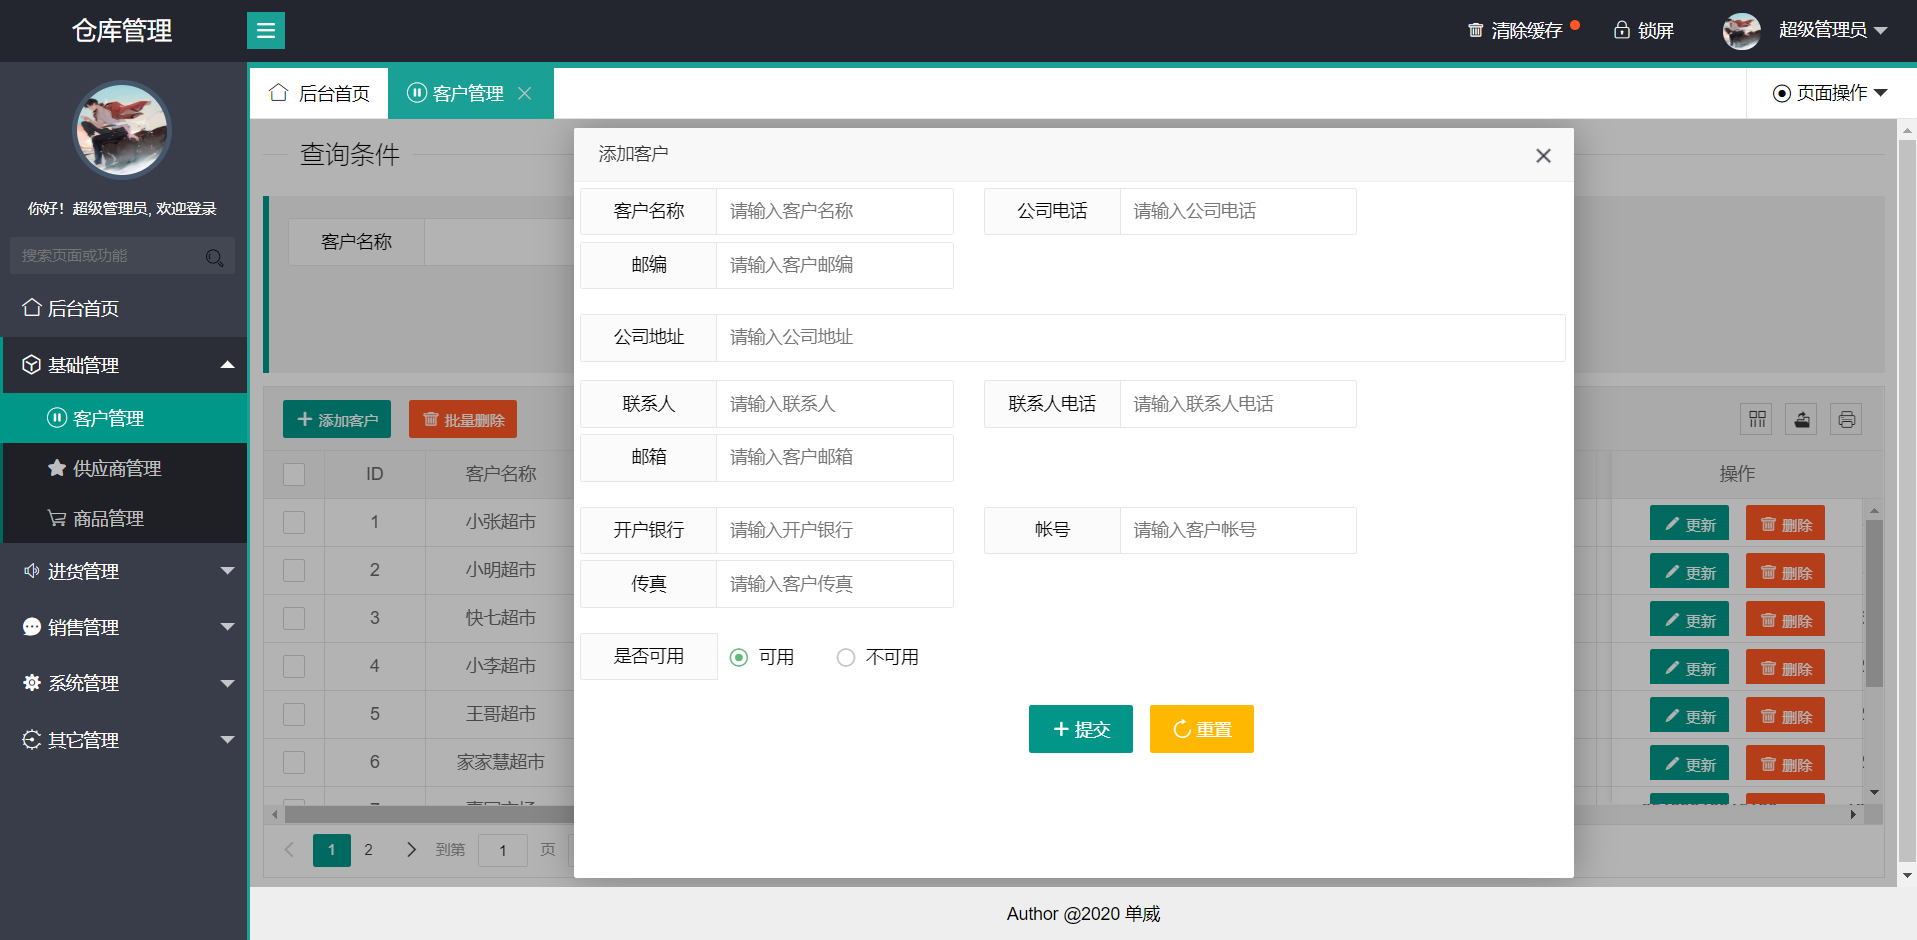 仓库管理
清除缓存
锁屏
超级管理员
后台首页
客户管理
页面操作
你好！超级管理员, 欢迎登录
搜索页面或功能
后台首页
基础管理
客户管理
供应商管理
商品管理
进货管理
销售管理
系统管理
其它管理
查询条件
客户名称
添加客户
批量删除
ID 客户名称 操作
1 小张超市 更新 删除
2 小明超市 更新 删除
3 快七超市 更新 删除
4 小李超市 更新 删除
5 王哥超市 更新 删除
6 家家慧超市 更新 删除
1 2 到第 1 页
添加客户
客户名称 请输入客户名称 公司电话 请输入公司电话
邮编 请输入客户邮编
公司地址 请输入公司地址
联系人 请输入联系人 联系人电话 请输入联系人电话
邮箱 请输入客户邮箱
开户银行 请输入开户银行 帐号 请输入客户帐号
传真 请输入客户传真
是否可用 可用 不可用
提交 重置
Author @2020 单威